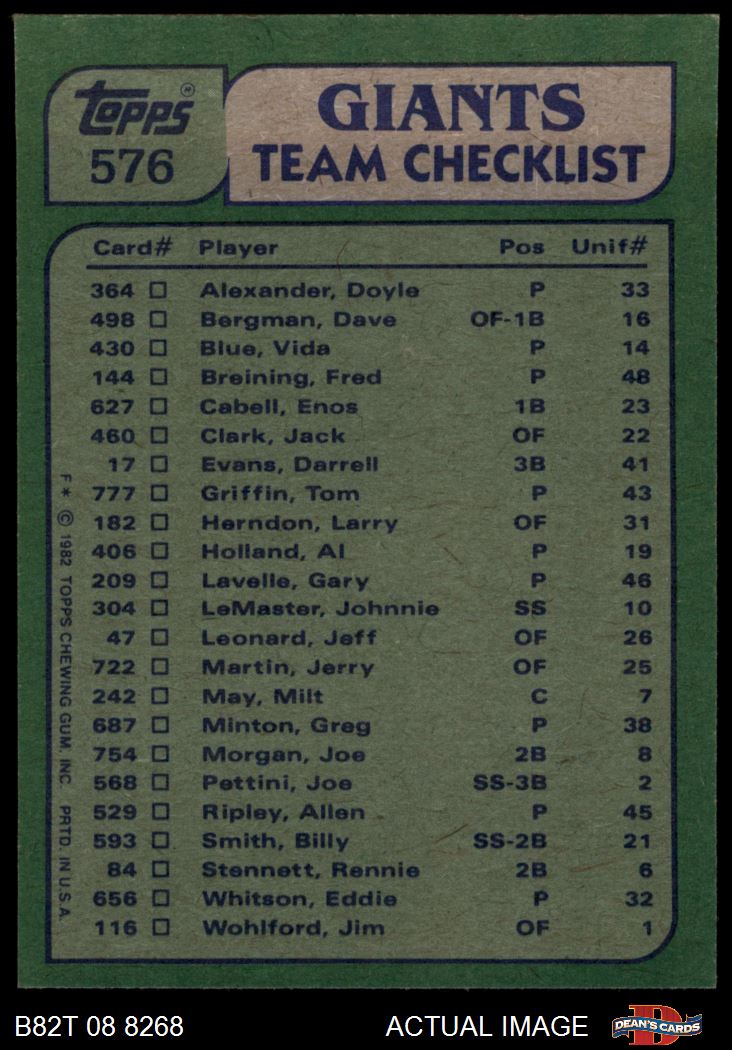 TOPPS®
576
GIANTS
TEAM CHECKLIST
Card# Player Pos Unif#
364 Alexander, Doyle P 33
498 Bergman, Dave OF-1B 16
430 Blue, Vida P 14
144 Breining, Fred P 48
627 Cabell, Enos 1B 23
460 Clark, Jack OF 22
17 Evans, Darrell 3B 41
777 Griffin, Tom P 43
182 Herndon, Larry OF 31
406 Holland, Al P 19
209 Lavelle, Gary P 46
304 LeMaster, Johnnie SS 10
47 Leonard, Jeff OF 26
722 Martin, Jerry OF 25
242 May, Milt C 7
687 Minton, Greg P 38
754 Morgan, Joe 2B 8
568 Pettini, Joe SS-3B 2
529 Ripley, Allen P 45
593 Smith, Billy SS-2B 21
84 Stennett, Rennie 2B 6
656 Whitson, Eddie P 32
116 Wohlford, Jim OF 1
F* © 1982 TOPPS CHEWING GUM, INC. PRTD. IN U.S.A.
B82T 08 8268 ACTUAL IMAGE
D
DEAN'S CARDS